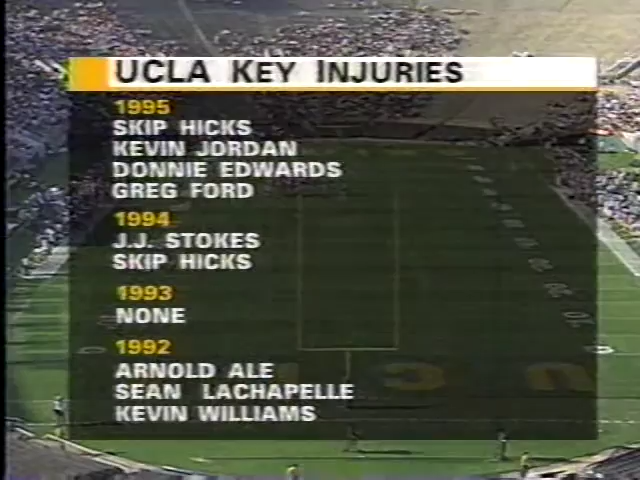 UCLA KEY INJURIES
1995
SKIP HICKS
KEVIN JORDAN
DONNIE EDWARDS
GREG FORD
1994
J.J. STOKES
SKIP HICKS
1993
NONE
1992
ARNOLD ALE
SEAN LACHAPELLE
KEVIN WILLIAMS